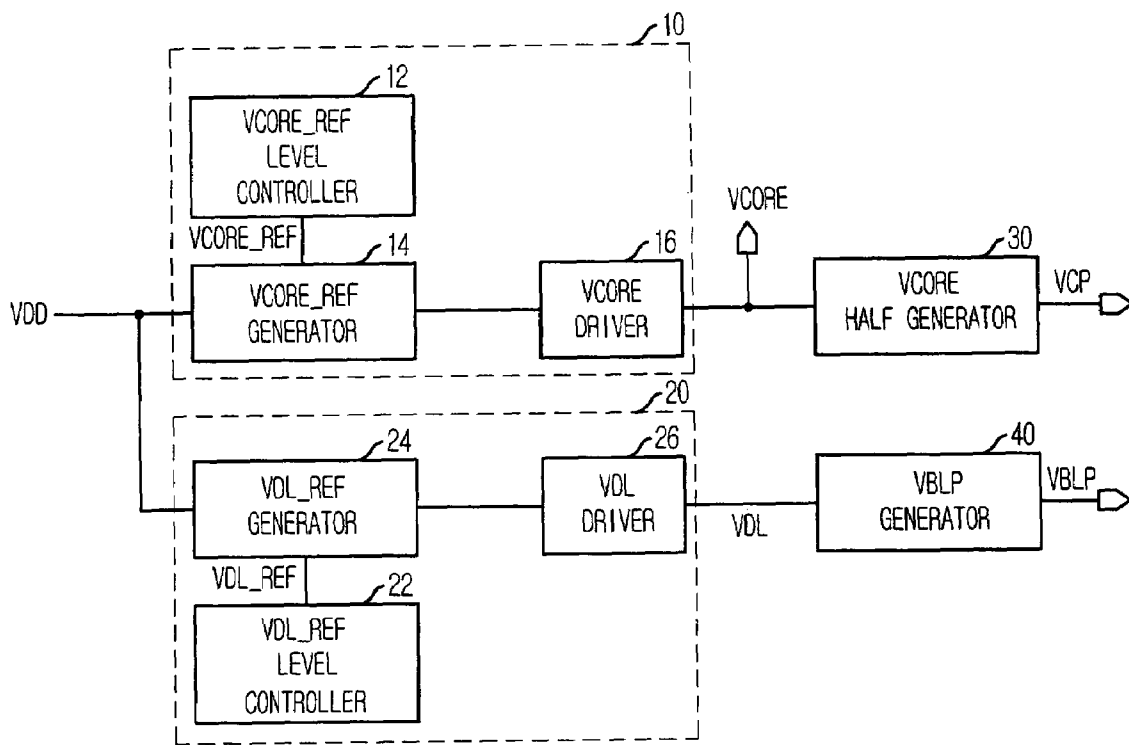 10
12
VCORE_REF
LEVEL
CONTROLLER
VCORE_REF
14
VCORE_REF
GENERATOR
VDD
16
VCORE
DRIVER
VCORE
30
VCORE
HALF GENERATOR
VCP
20
24
VDL_REF
GENERATOR
26
VDL
DRIVER
VDL
40
VBLP
GENERATOR
VBLP
VDL_REF
22
VDL_REF
LEVEL
CONTROLLER